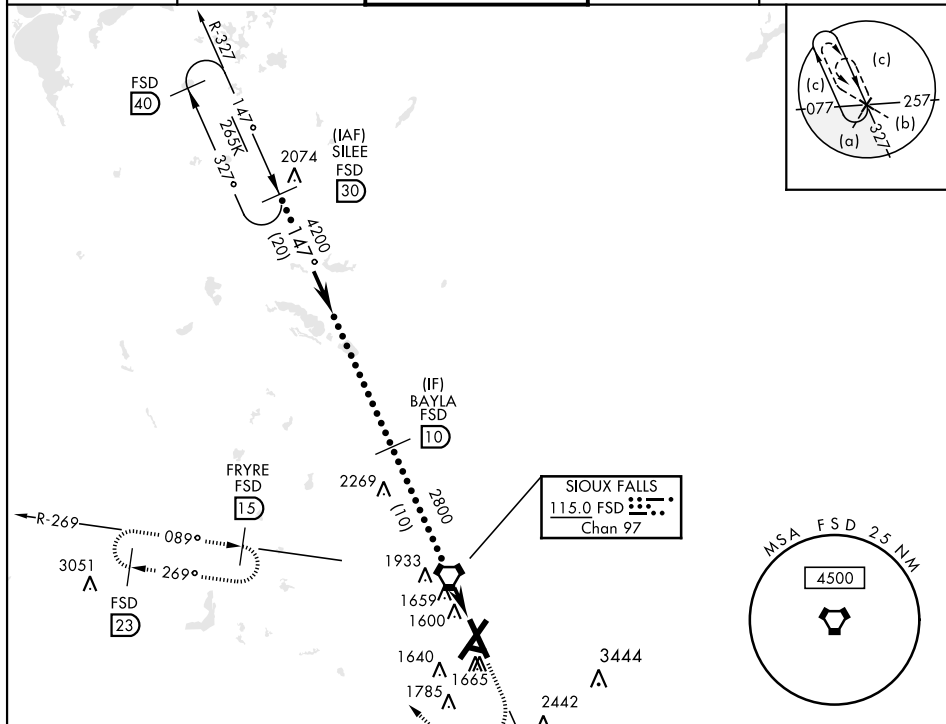 R-327
FSD
40
147°
265K
327°
2074
(IAF)
SILEE
FSD
30
4200
147°
(20)
(IF)
BAYLA
FSD
10
2269
2800
(10)
FRYRE
FSD
15
R-269
089°
269°
3051
FSD
23
SIOUX FALLS
115.0 FSD
Chan 97
1933
1659
1600
1640
1665
1785
3444
2442
(c)
(c)
077
257
(a)
327
(b)
MSA FSD 25 NM
4500